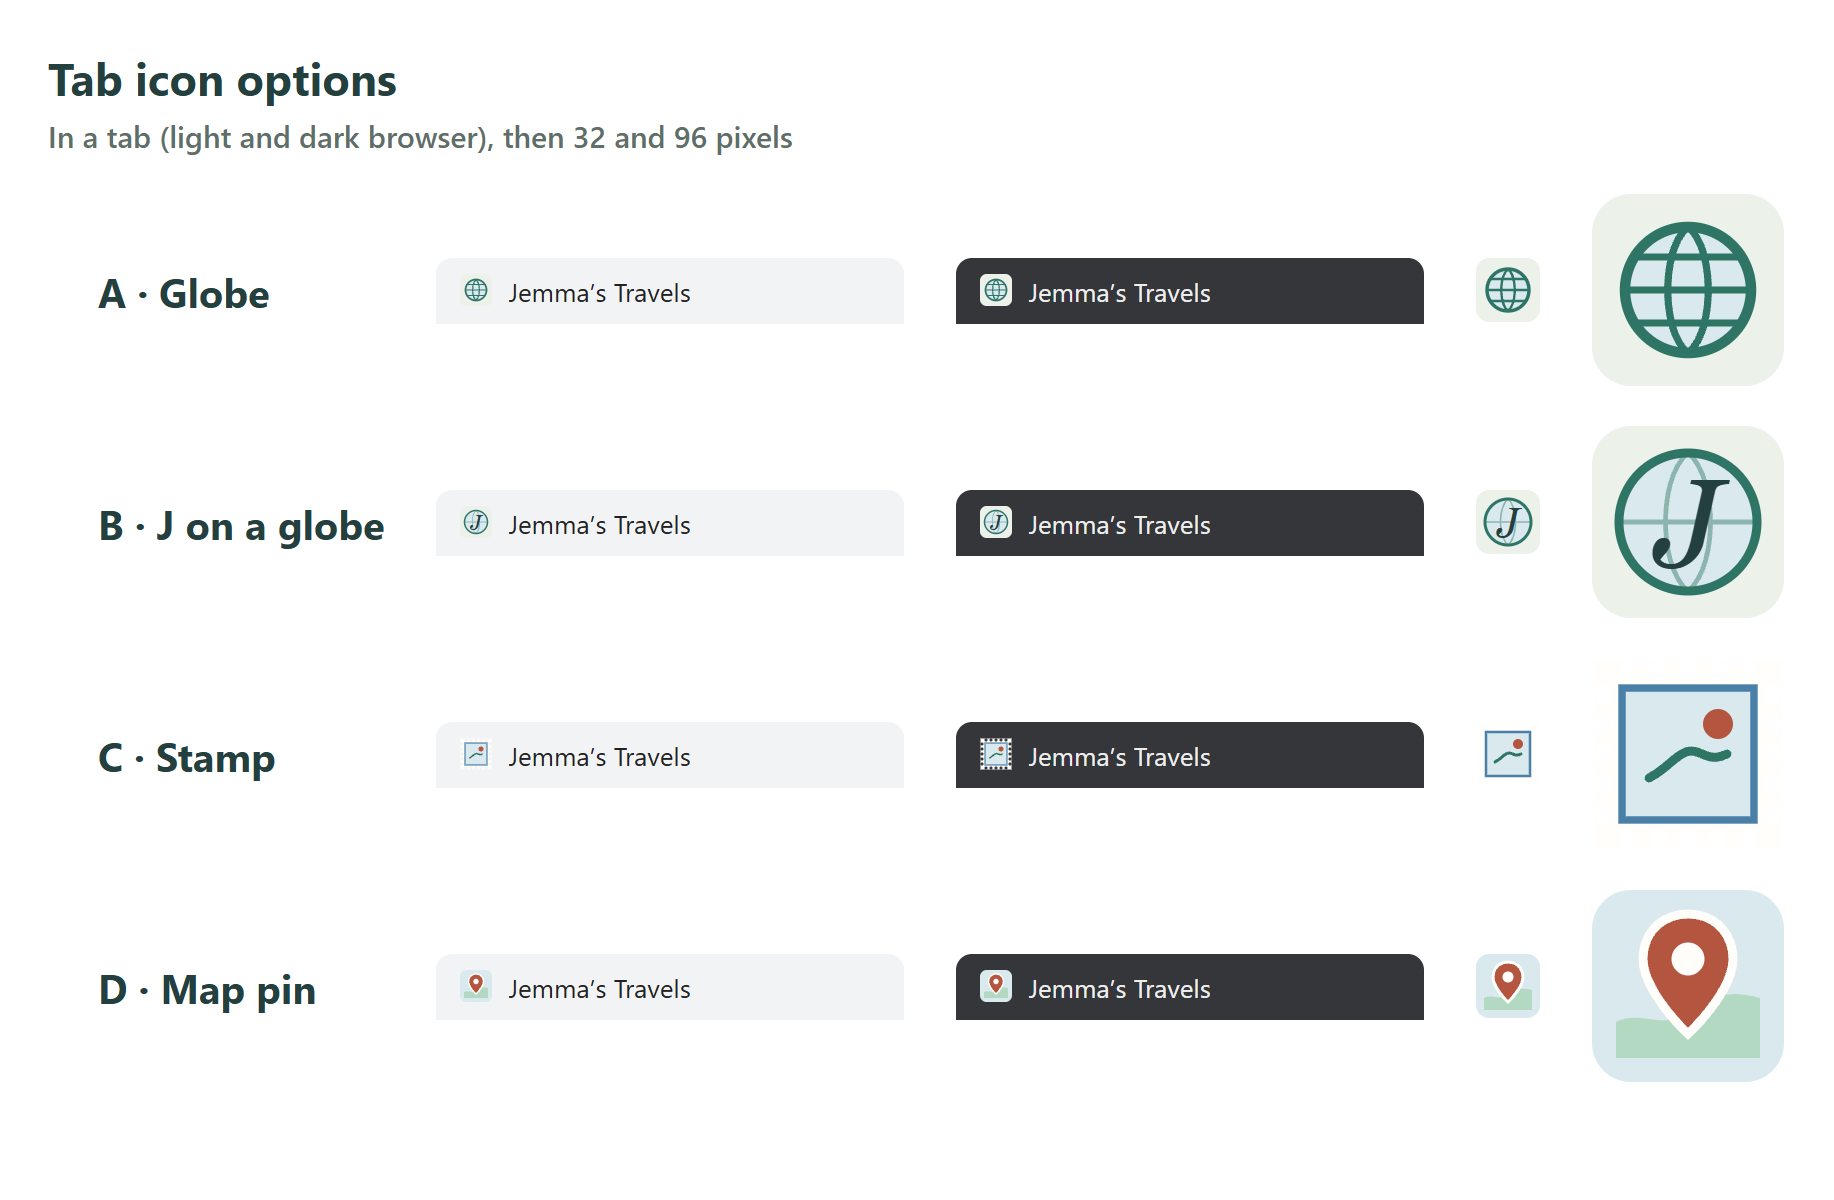 Tab icon options
In a tab (light and dark browser), then 32 and 96 pixels
A · Globe
Jemma’s Travels
Jemma’s Travels
B · J on a globe
J
Jemma’s Travels
J
Jemma’s Travels
J
J
C · Stamp
Jemma’s Travels
Jemma’s Travels
D · Map pin
Jemma’s Travels
Jemma’s Travels